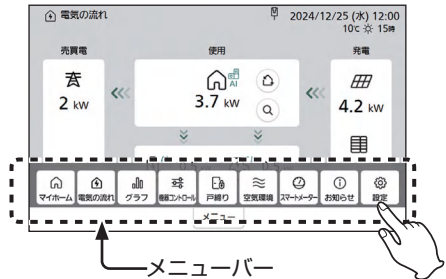 電気の流れ
2024/12/25 (水) 12:00
10℃ 15時
売買電
使用
発電
AI
2 kW
3.7 kW
4.2 kW
マイホーム
電気の流れ
グラフ
機器コントロール
戸締り
空気環境
スマートメーター
お知らせ
設定
メニュー
メニューバー